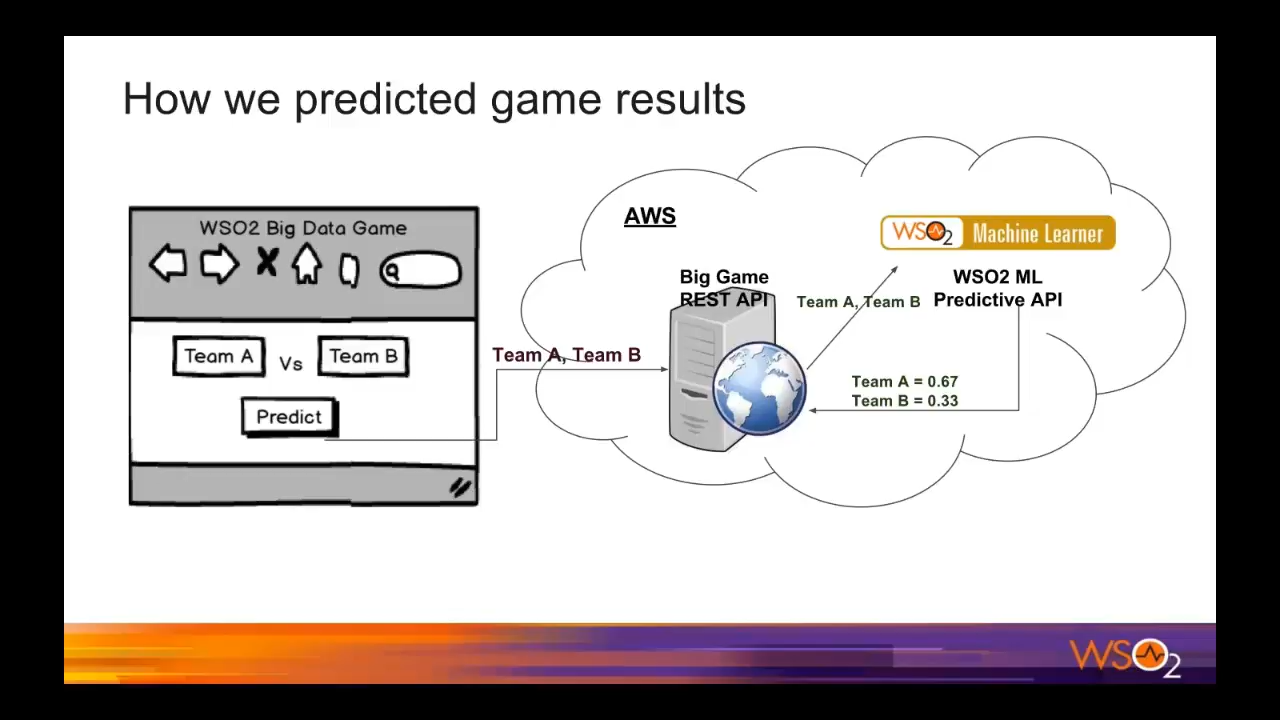 How we predicted game results
WSO2 Big Data Game
Team A
Vs
Team B
Predict
Team A, Team B
AWS
Big Game
REST API
Team A, Team B
WSO2 Machine Learner
WSO2 ML
Predictive API
Team A = 0.67
Team B = 0.33
WSO2